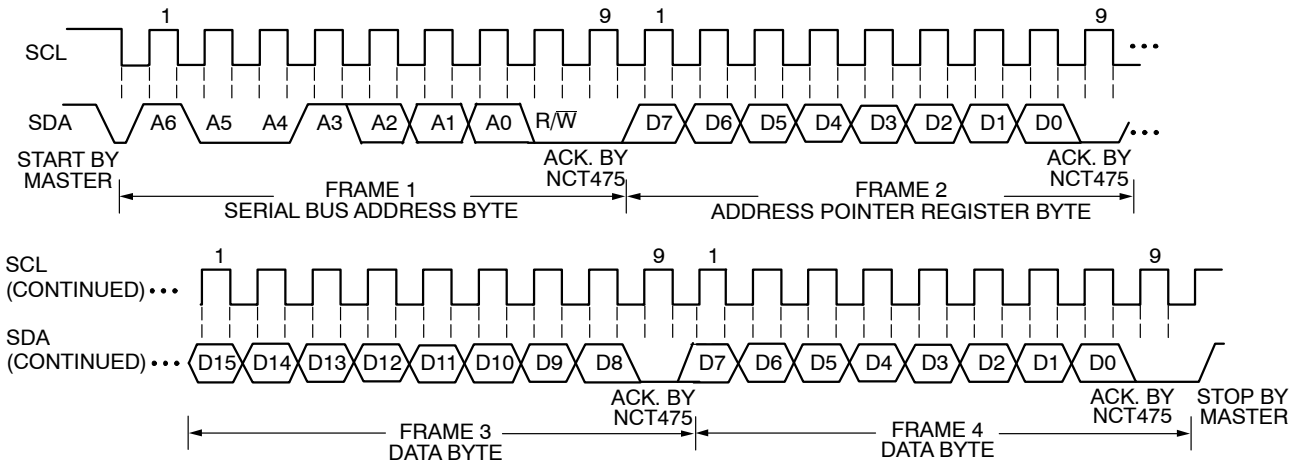 1 9 1 9
SCL
SDA A6 A5 A4 A3 A2 A1 A0 R/W̅ D7 D6 D5 D4 D3 D2 D1 D0
START BY MASTER
ACK. BY NCT475
ACK. BY NCT475
FRAME 1
SERIAL BUS ADDRESS BYTE
FRAME 2
ADDRESS POINTER REGISTER BYTE
1 9 1 9
SCL
(CONTINUED)
SDA
(CONTINUED) D15 D14 D13 D12 D11 D10 D9 D8 D7 D6 D5 D4 D3 D2 D1 D0
ACK. BY NCT475
ACK. BY NCT475
STOP BY MASTER
FRAME 3
DATA BYTE
FRAME 4
DATA BYTE